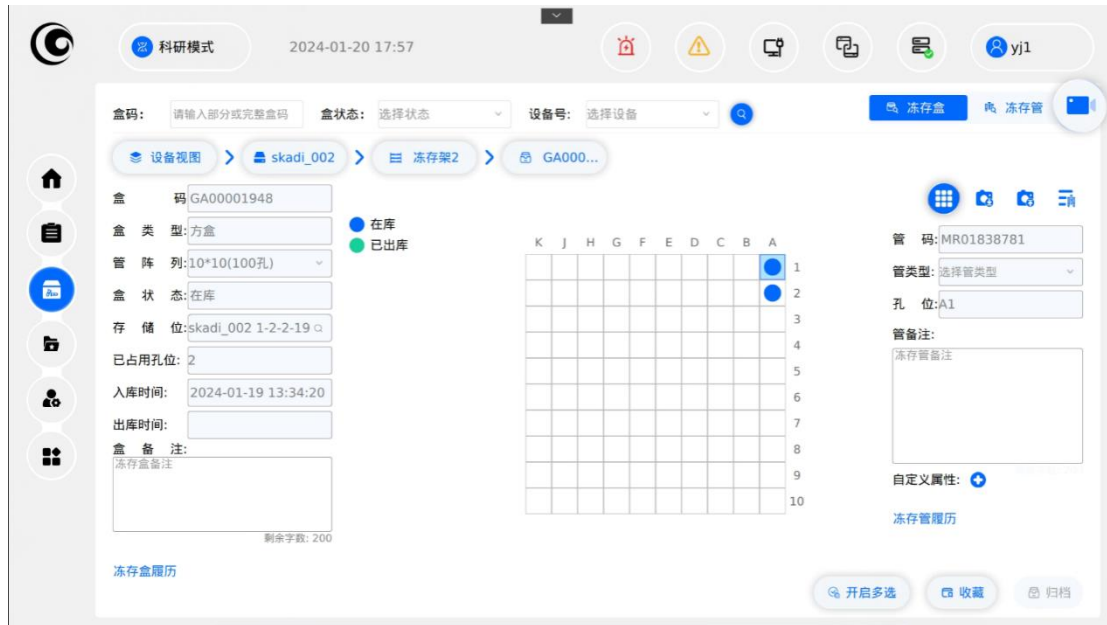 科研模式
2024-01-20 17:57
yj1
盒码: 请输入部分或完整盒码 盒状态: 选择状态 设备号: 选择设备
冻存盒 冻存管
设备视图 skadi_002 冻存架2 GA000...
盒 码 GA00001948
盒 类 型: 方盒
管 阵 列: 10*10(100孔)
盒 状 态: 在库
存 储 位: skadi_002 1-2-2-19
已占用孔位: 2
入库时间: 2024-01-19 13:34:20
出库时间:
盒 备 注:
冻存盒备注
剩余字数: 200
冻存盒履历
在库
已出库
K J H G F E D C B A
1
2
3
4
5
6
7
8
9
10
管 码: MR01838781
管类型: 选择管类型
孔 位: A1
管备注:
冻存管备注
自定义属性:
冻存管履历
开启多选 收藏 归档